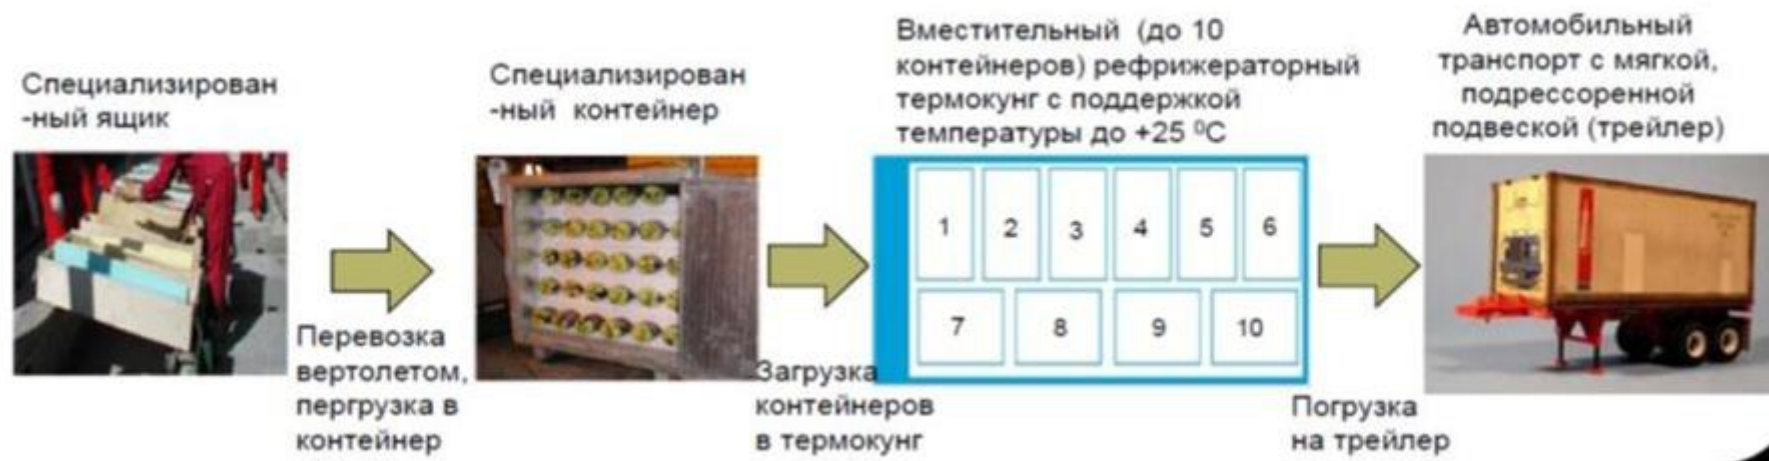 Специализирован
-ный ящик
Перевозка
вертолетом,
пергрузка в
контейнер
Специализирован
-ный контейнер
Загрузка
контейнеров
в термокунг
Вместительный (до 10
контейнеров) рефрижераторный
термокунг с поддержкой
температуры до +25 ⁰С
1 2 3 4 5 6
7 8 9 10
Погрузка
на трейлер
Автомобильный
транспорт с мягкой,
подрессоренной
подвеской (трейлер)